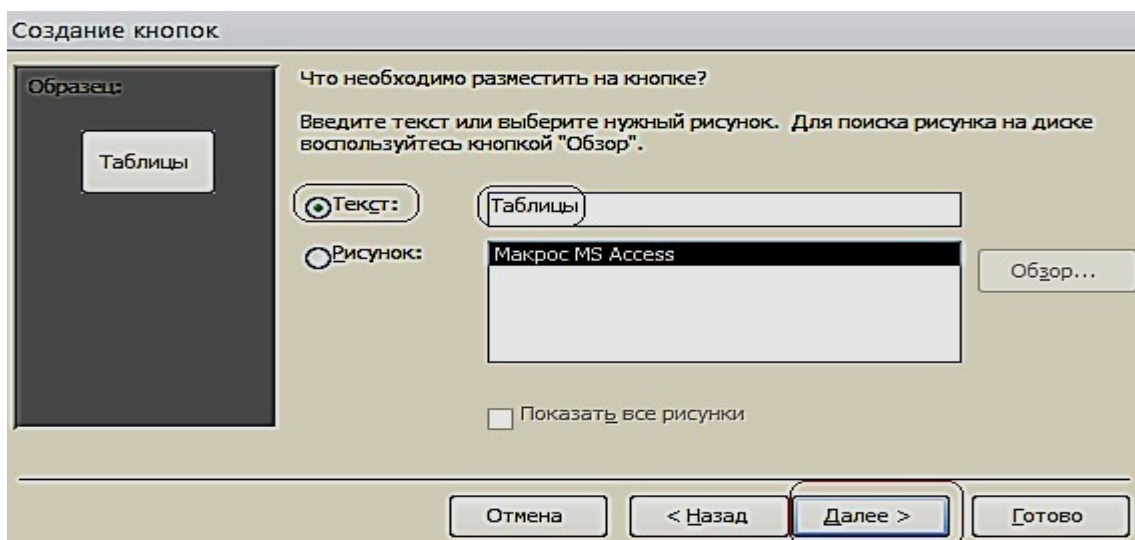 Создание кнопок
Образец:
Таблицы
Что необходимо разместить на кнопке?
Введите текст или выберите нужный рисунок. Для поиска рисунка на диске
воспользуйтесь кнопкой "Обзор".
Текст:
Таблицы
Рисунок:
Макрос MS Access
Обзор...
Показать все рисунки
Отмена
< Назад
Далее >
Готово